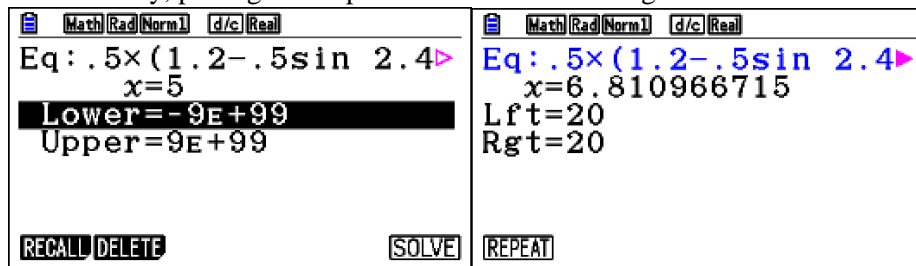 Math Rad Norm1 d/c Real
Eq:.5×(1.2-.5sin 2.4
x=5
Lower=-9E+99
Upper=9E+99
RECALL DELETE SOLVE
Math Rad Norm1 d/c Real
Eq:.5×(1.2-.5sin 2.4
x=6.810966715
Lft=20
Rgt=20
REPEAT